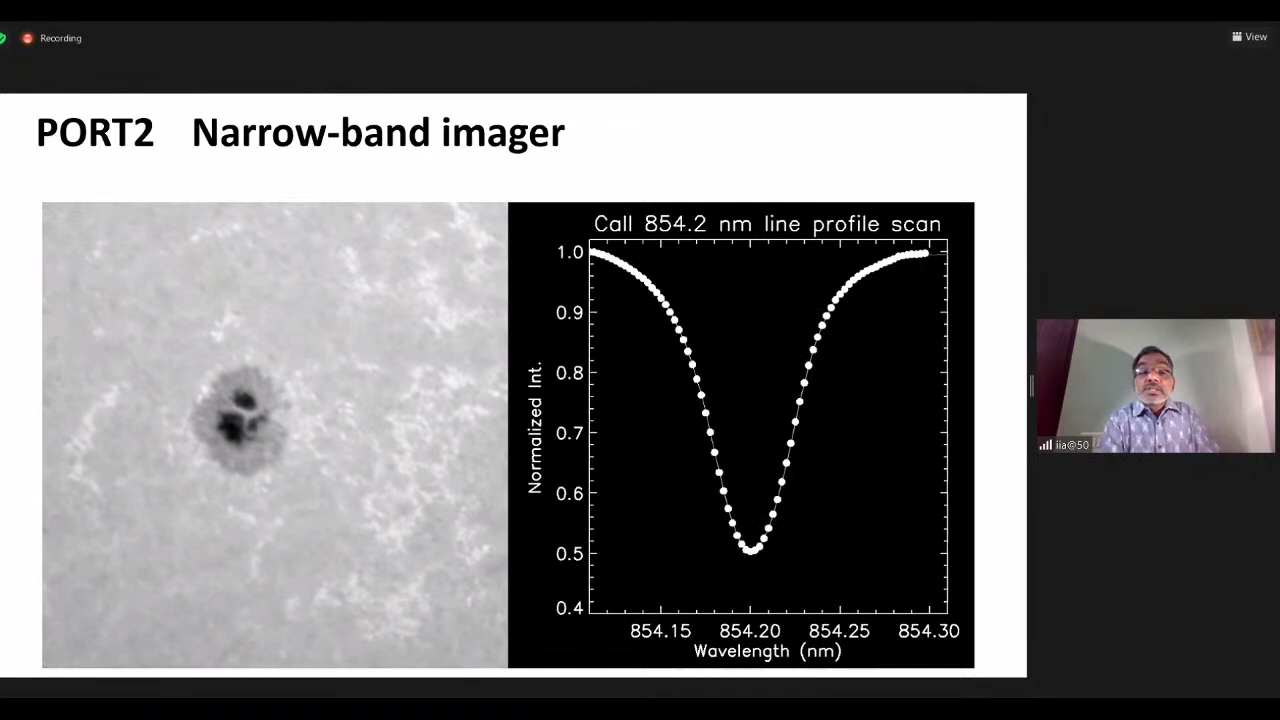 Recording
View
PORT2 Narrow-band imager
CaII 854.2 nm line profile scan
1.0
0.9
0.8
0.7
0.6
0.5
0.4
Normalized Int.
854.15 854.20 854.25 854.30
Wavelength (nm)
iia@50